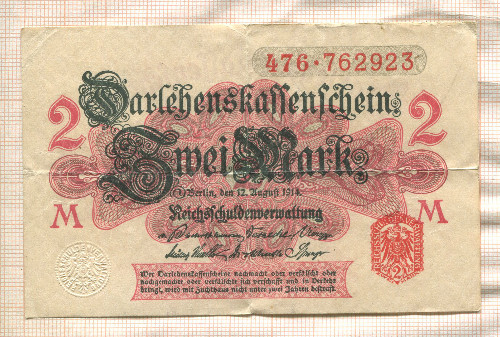 476·762923
Darlehenskassenschein
2 Zwei Mark 2
Berlin, den 12. August 1914.
M Reichsschuldenverwaltung M
2
Wer Darlehenskassenscheine nachmacht oder verfälscht oder
nachgemachte oder verfälschte sich verschafft und in Verkehr
bringt, wird mit Zuchthaus nicht unter zwei Jahren bestraft.